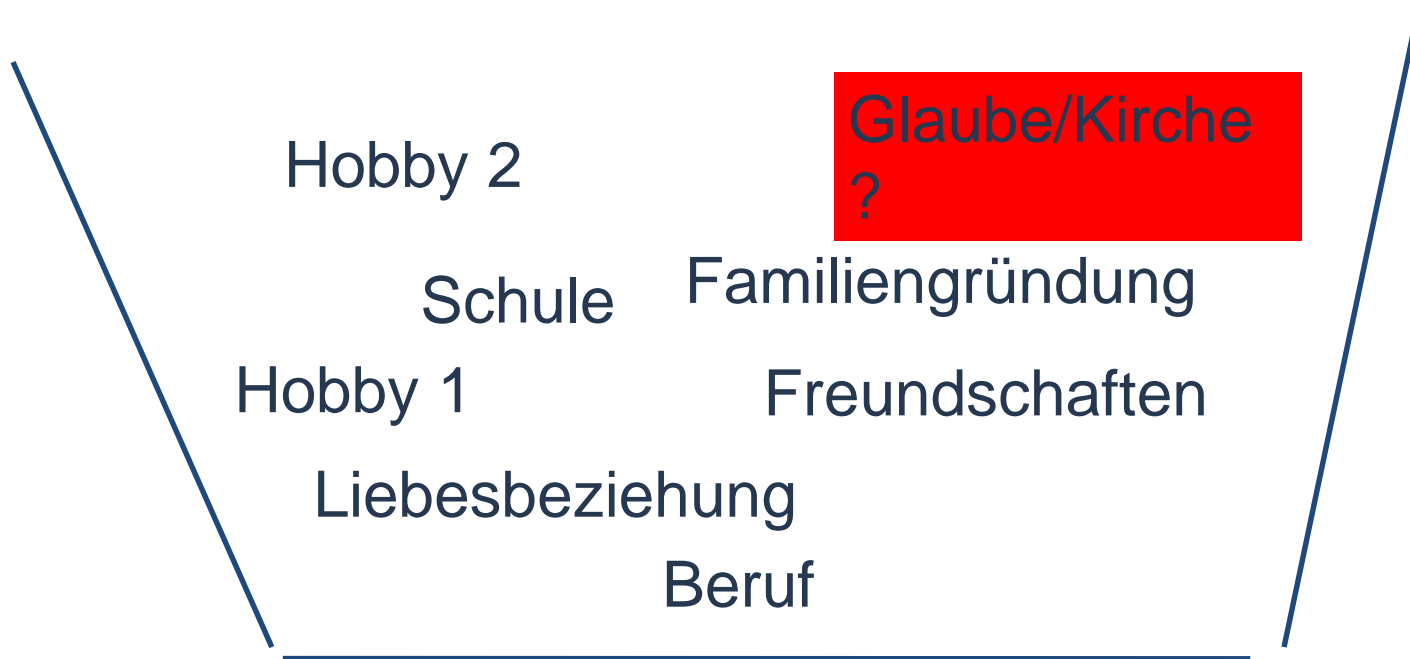 Glaube/Kirche
?
Hobby 2
Familiengründung
Schule
Hobby 1
Freundschaften
Liebesbeziehung
Beruf